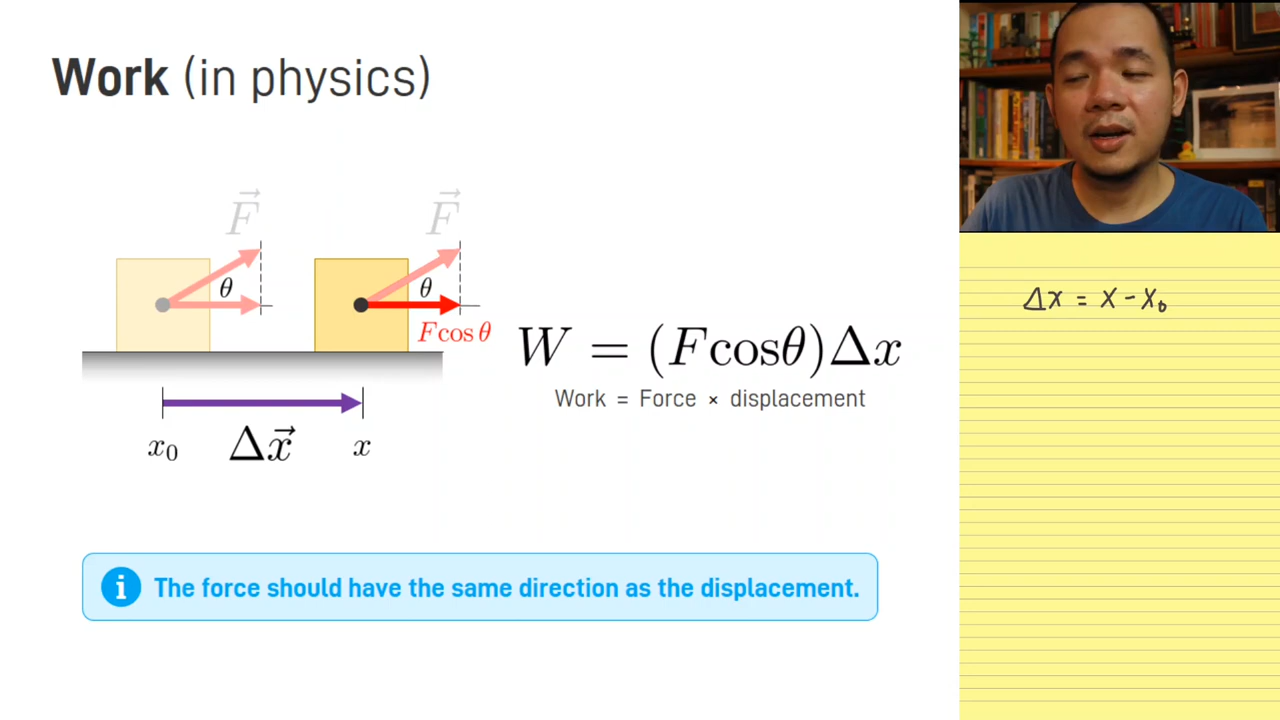 Work (in physics)
F⃗ F⃗
θ θ
F cos θ
W = (F cosθ)Δx
Work = Force × displacement
x₀ Δx⃗ x
i The force should have the same direction as the displacement.
Δx = x − x₀